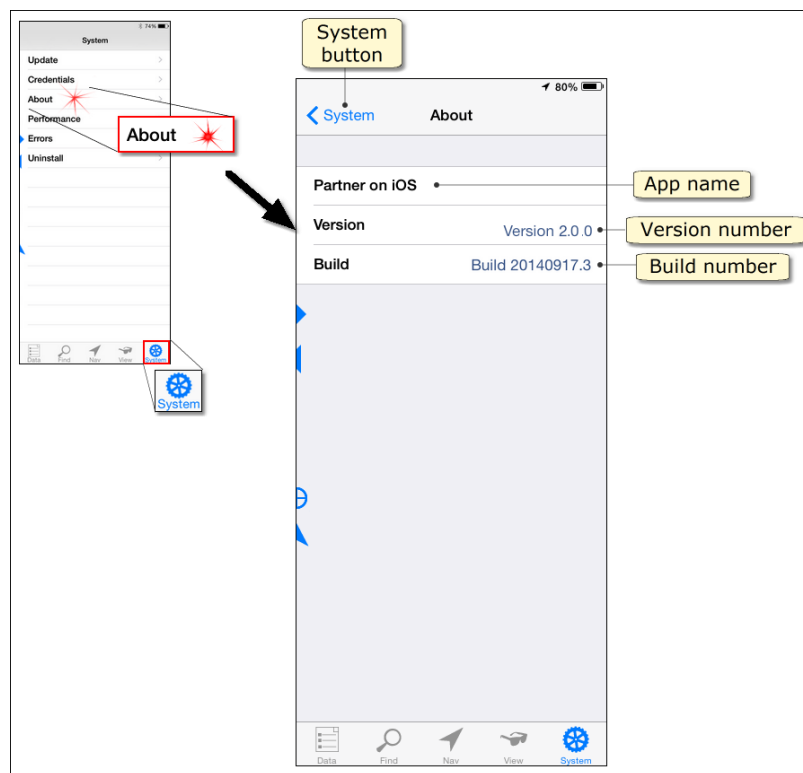 74%
System
Update
Credentials
About
Performance
Errors
Uninstall
Data Find Nav View System
About
System
System
button
80%
System About
Partner on iOS
Version Version 2.0.0
Build Build 20140917.3
Data Find Nav View System
App name
Version number
Build number